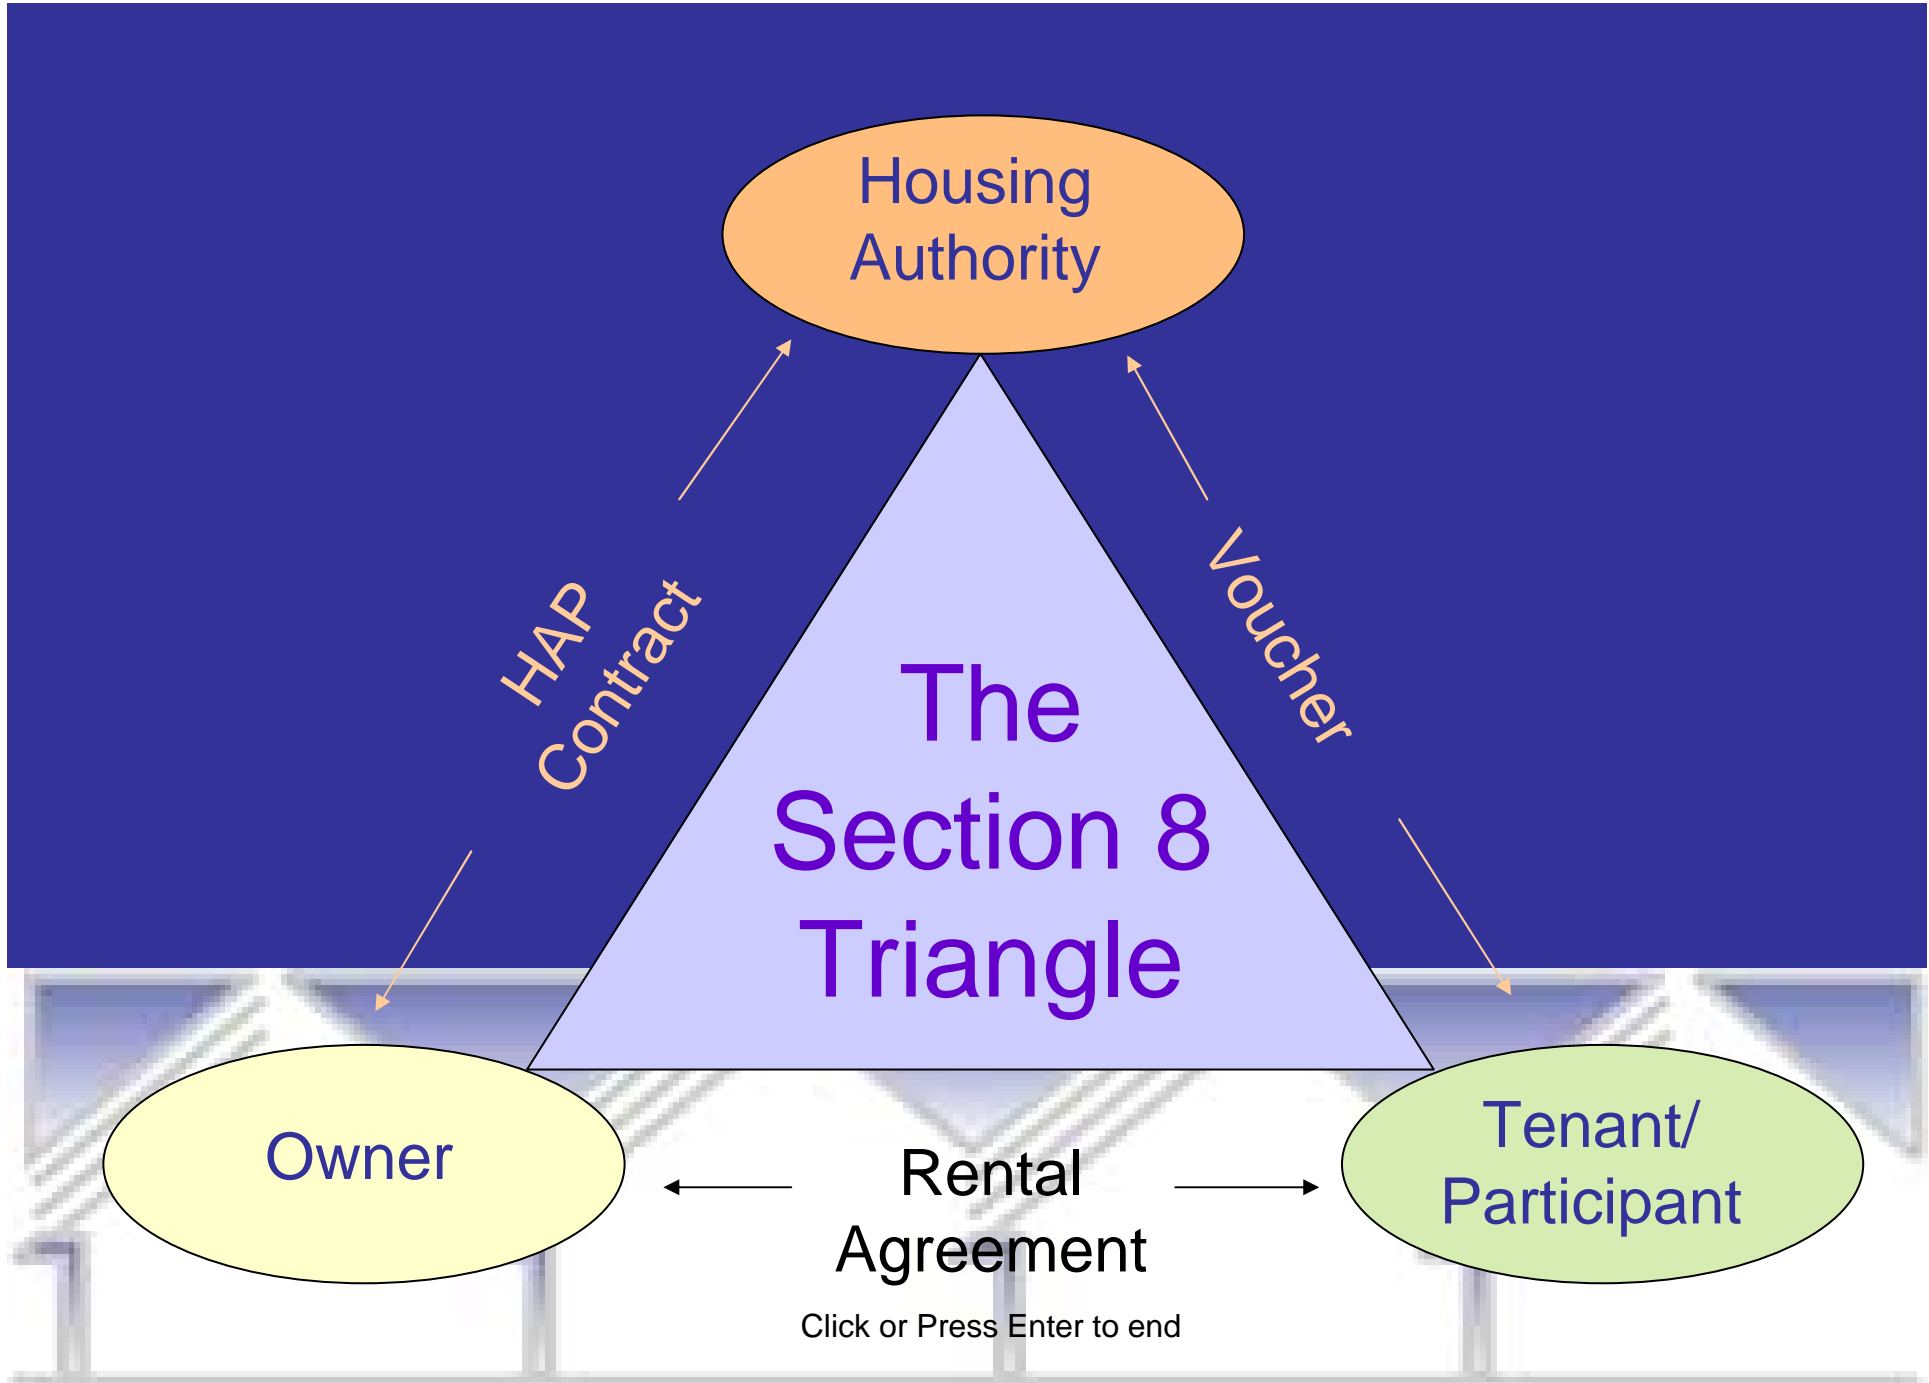 Housing
Authority
HAP
Contract
Voucher
The
Section 8
Triangle
Owner
Rental
Agreement
Tenant/
Participant
Click or Press Enter to end